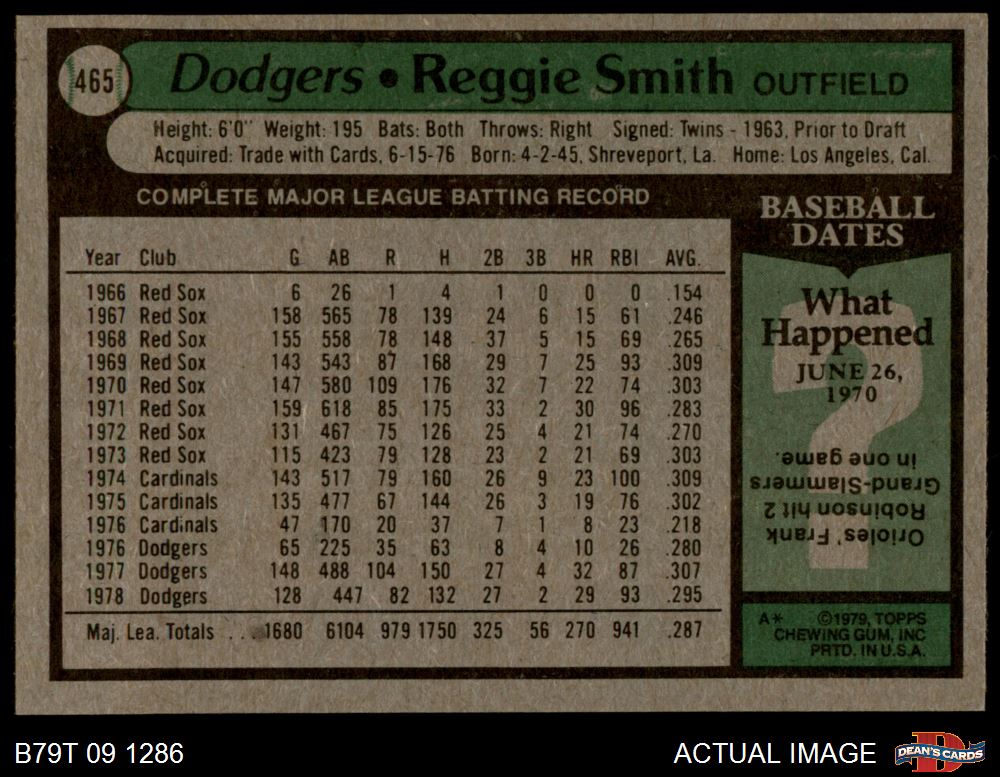 465
Dodgers • Reggie Smith OUTFIELD
Height: 6'0" Weight: 195 Bats: Both Throws: Right Signed: Twins - 1963, Prior to Draft
Acquired: Trade with Cards, 6-15-76 Born: 4-2-45, Shreveport, La. Home: Los Angeles, Cal.
COMPLETE MAJOR LEAGUE BATTING RECORD
Year Club G AB R H 2B 3B HR RBI AVG.
1966 Red Sox 6 26 1 4 1 0 0 0 .154
1967 Red Sox 158 565 78 139 24 6 15 61 .246
1968 Red Sox 155 558 78 148 37 5 15 69 .265
1969 Red Sox 143 543 87 168 29 7 25 93 .309
1970 Red Sox 147 580 109 176 32 7 22 74 .303
1971 Red Sox 159 618 85 175 33 2 30 96 .283
1972 Red Sox 131 467 75 126 25 4 21 74 .270
1973 Red Sox 115 423 79 128 23 2 21 69 .303
1974 Cardinals 143 517 79 160 26 9 23 100 .309
1975 Cardinals 135 477 67 144 26 3 19 76 .302
1976 Cardinals 47 170 20 37 7 1 8 23 .218
1976 Dodgers 65 225 35 63 8 4 10 26 .280
1977 Dodgers 148 488 104 150 27 4 32 87 .307
1978 Dodgers 128 447 82 132 27 2 29 93 .295
Maj. Lea. Totals . . . 1680 6104 979 1750 325 56 270 941 .287
BASEBALL
DATES
What
Happened
JUNE 26,
1970
?
Orioles' Frank
Robinson hit 2
Grand-Slammers
in one game.
A* ©1979, TOPPS
CHEWING GUM, INC
PRTD. IN U.S.A.
B79T 09 1286
ACTUAL IMAGE
D
DEAN'S CARDS